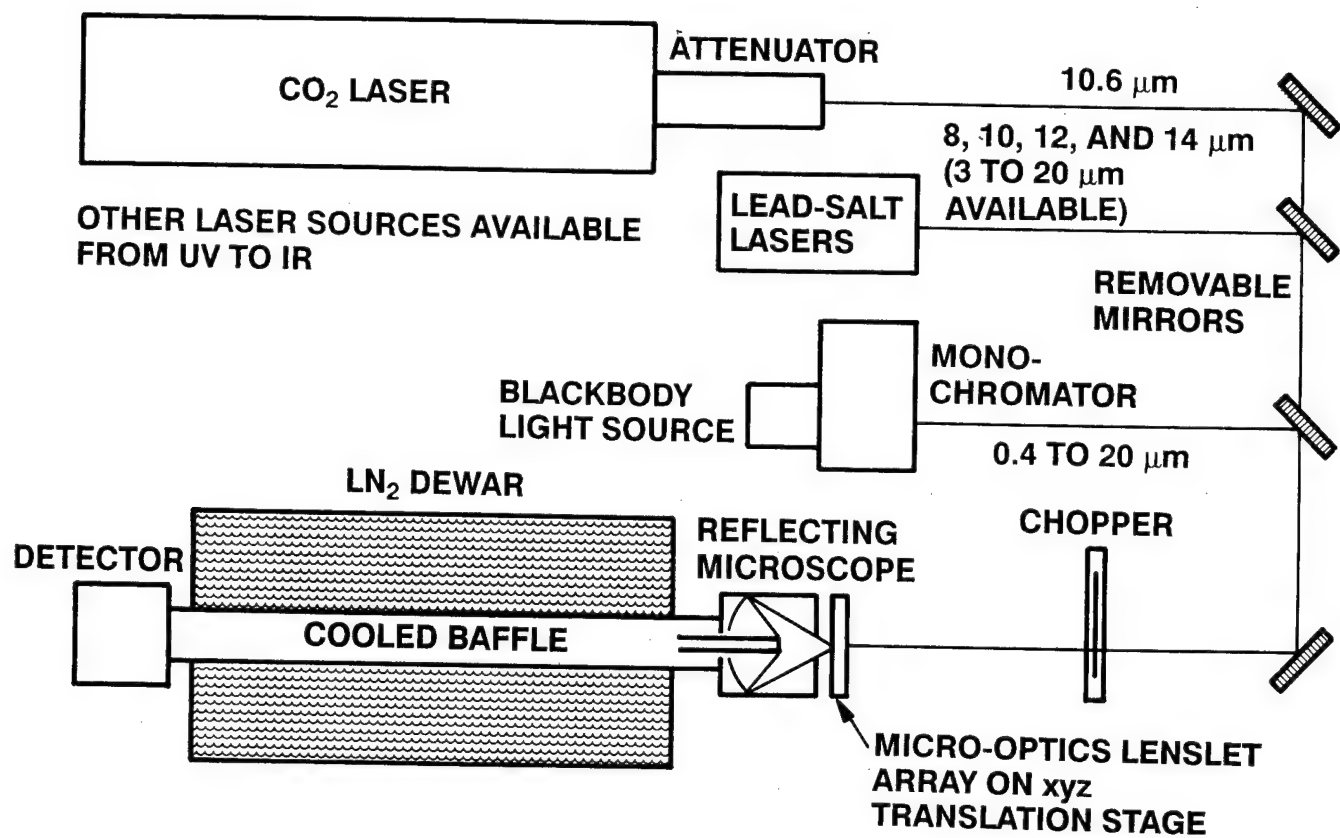 ATTENUATOR
CO₂ LASER
10.6 μm
8, 10, 12, AND 14 μm
(3 TO 20 μm
AVAILABLE)
LEAD-SALT
LASERS
OTHER LASER SOURCES AVAILABLE
FROM UV TO IR
REMOVABLE
MIRRORS
MONO-
CHROMATOR
BLACKBODY
LIGHT SOURCE
0.4 TO 20 μm
LN₂ DEWAR
CHOPPER
REFLECTING
MICROSCOPE
DETECTOR
COOLED BAFFLE
MICRO-OPTICS LENSLET
ARRAY ON xyz
TRANSLATION STAGE